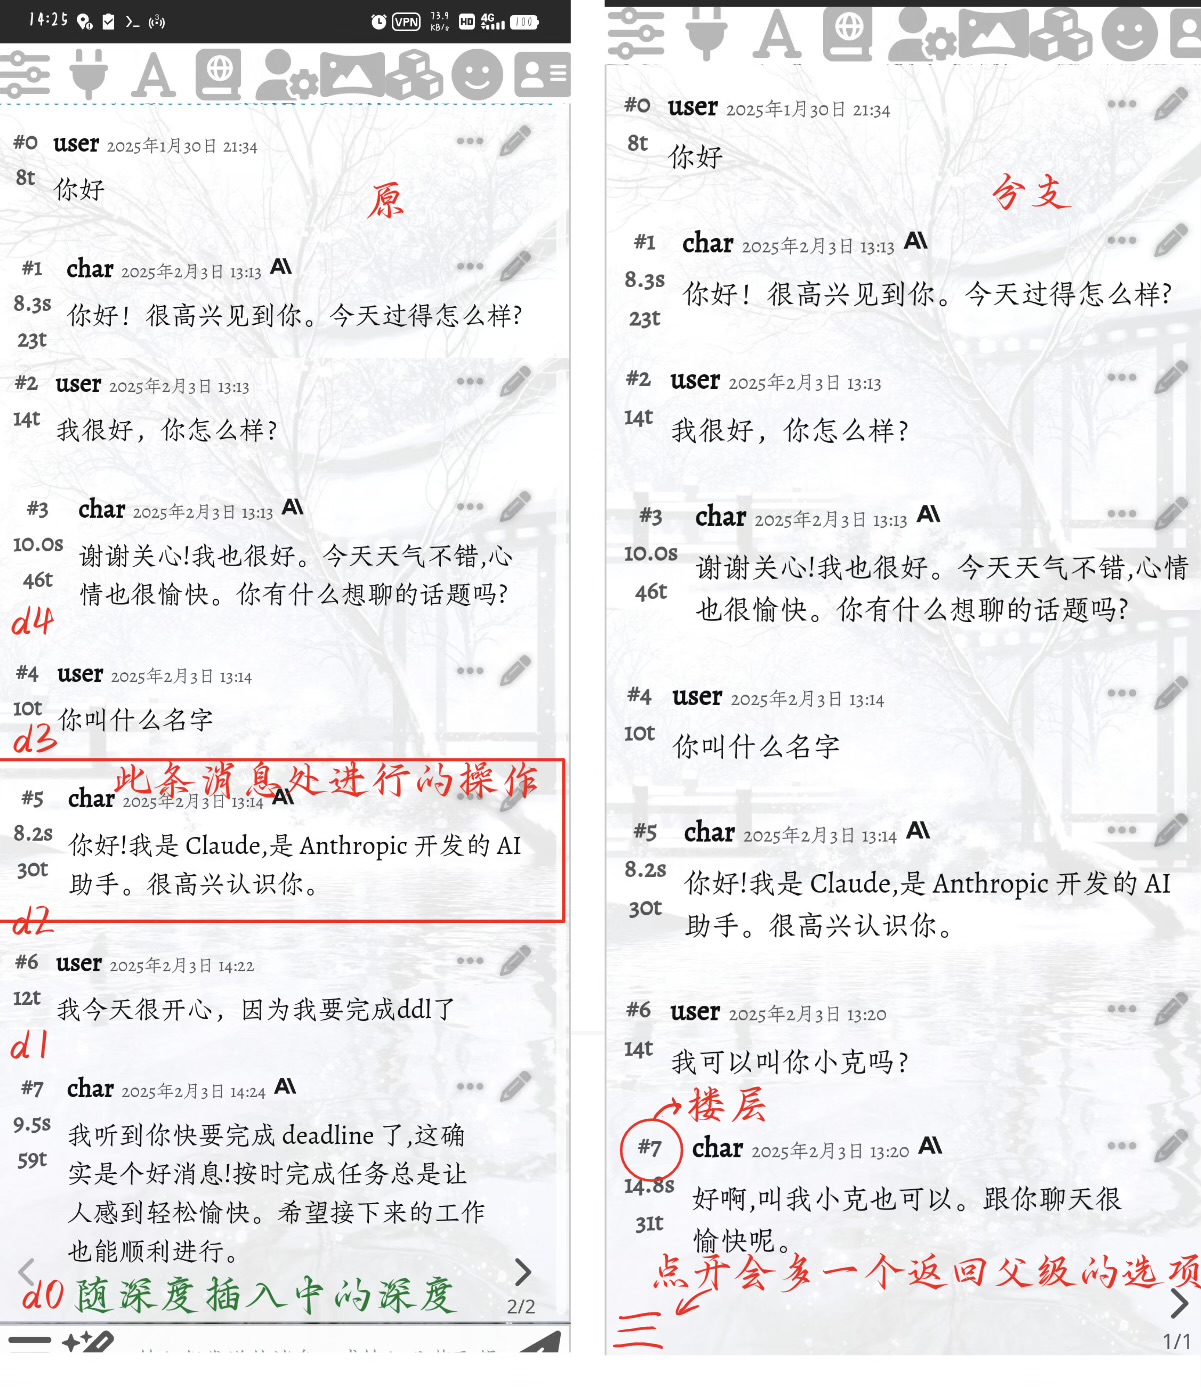 14:25
VPN
73.9 KB/s
HD
4G
100
#0 user 2025年1月30日 21:34
8t
你好
原
#1 char 2025年2月3日 13:13
8.3s
你好！很高兴见到你。今天过得怎么样?
23t
#2 user 2025年2月3日 13:13
14t
我很好，你怎么样?
#3 char 2025年2月3日 13:13
10.0s
谢谢关心!我也很好。今天天气不错,心
46t
情也很愉快。你有什么想聊的话题吗?
d4
#4 user 2025年2月3日 13:14
10t
你叫什么名字
d3
此条消息处进行的操作
#5 char 2025年2月3日 13:14
8.2s
你好!我是 Claude,是 Anthropic 开发的 AI
30t
助手。很高兴认识你。
d2
#6 user 2025年2月3日 14:22
12t
我今天很开心，因为我要完成ddl了
d1
#7 char 2025年2月3日 14:24
9.5s
我听到你快要完成 deadline 了,这确
59t
实是个好消息!按时完成任务总是让
人感到轻松愉快。希望接下来的工作
也能顺利进行。
d0 随深度插入中的深度
2/2
#0 user 2025年1月30日 21:34
8t
你好
分支
#1 char 2025年2月3日 13:13
8.3s
你好！很高兴见到你。今天过得怎么样?
23t
#2 user 2025年2月3日 13:13
14t
我很好，你怎么样?
#3 char 2025年2月3日 13:13
10.0s
谢谢关心!我也很好。今天天气不错,心情
46t
也很愉快。你有什么想聊的话题吗?
#4 user 2025年2月3日 13:14
10t
你叫什么名字
#5 char 2025年2月3日 13:14
8.2s
你好!我是 Claude,是 Anthropic 开发的 AI
30t
助手。很高兴认识你。
#6 user 2025年2月3日 13:20
14t
我可以叫你小克吗?
楼层
#7 char 2025年2月3日 13:20
14.8s
好啊,叫我小克也可以。跟你聊天很
31t
愉快呢。
点开会多一个返回父级的选项
1/1